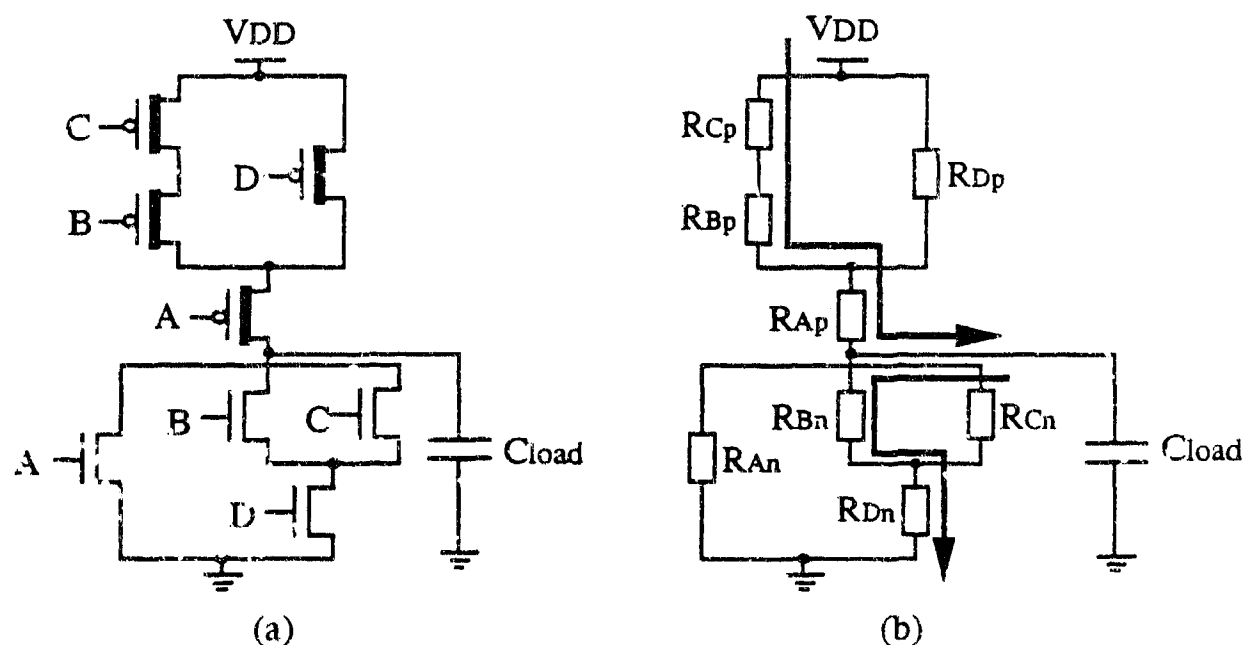 VDD
C
D
B
A
B
C
A
Cload
D
(a)
VDD
RCp
RDp
RBp
RAp
RBn
RCn
RAn
Cload
RDn
(b)